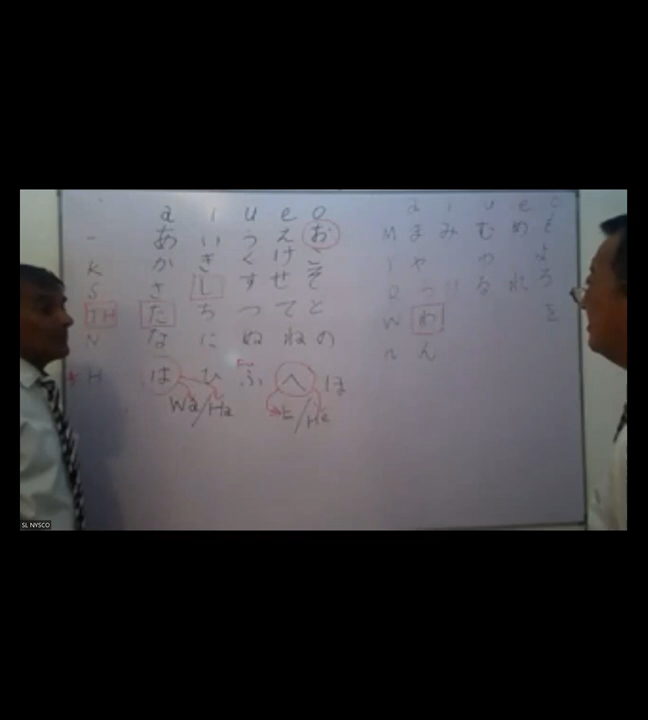 a i u e o
- あ い う え お
K か き く け こ
S さ し す せ そ
TH た ち つ て と
N な に ぬ ね の
H は ひ ふ へ ほ
Wa/Ha E/He
a i u e o
M ま み む め も
Y や ゆ よ
R り る れ ろ
W わ を
n ん
SL NYSCO